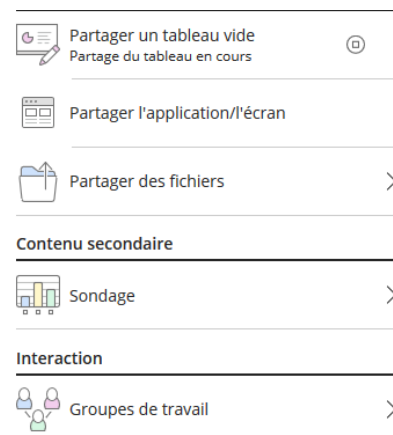 Partager un tableau vide
Partage du tableau en cours
Partager l'application/l'écran
Partager des fichiers
Contenu secondaire
Sondage
Interaction
Groupes de travail